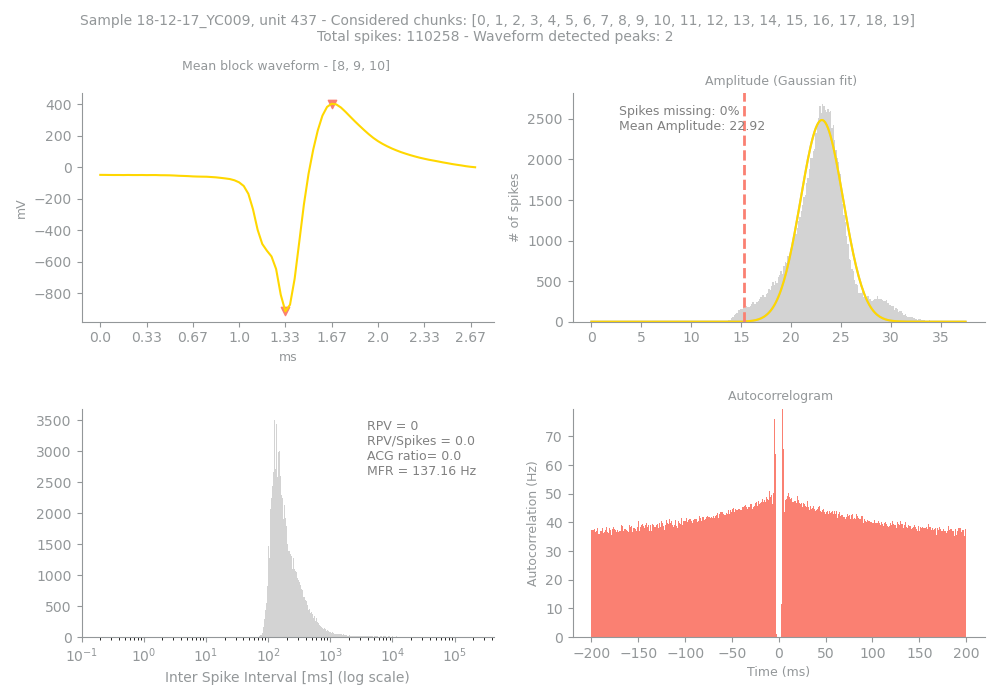 Sample 18-12-17_YC009, unit 437 - Considered chunks: [0, 1, 2, 3, 4, 5, 6, 7, 8, 9, 10, 11, 12, 13, 14, 15, 16, 17, 18, 19]
Total spikes: 110258 - Waveform detected peaks: 2
Mean block waveform - [8, 9, 10]
400
200
0
−200
−400
−600
−800
mV
0.0 0.33 0.67 1.0 1.33 1.67 2.0 2.33 2.67
ms
Amplitude (Gaussian fit)
Spikes missing: 0%
Mean Amplitude: 22.92
2500
2000
1500
1000
500
0
# of spikes
0 5 10 15 20 25 30 35
RPV = 0
RPV/Spikes = 0.0
ACG ratio= 0.0
MFR = 137.16 Hz
3500
3000
2500
2000
1500
1000
500
0
10−1 100 101 102 103 104 105
Inter Spike Interval [ms] (log scale)
Autocorrelogram
70
60
50
40
30
20
10
0
Autocorrelation (Hz)
−200 −150 −100 −50 0 50 100 150 200
Time (ms)